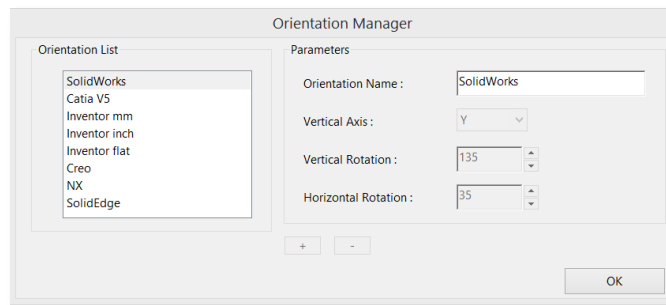 Orientation Manager
Orientation List
SolidWorks
Catia V5
Inventor mm
Inventor inch
Inventor flat
Creo
NX
SolidEdge
Parameters
Orientation Name : SolidWorks
Vertical Axis : Y
Vertical Rotation : 135
Horizontal Rotation : 35
+ -
OK